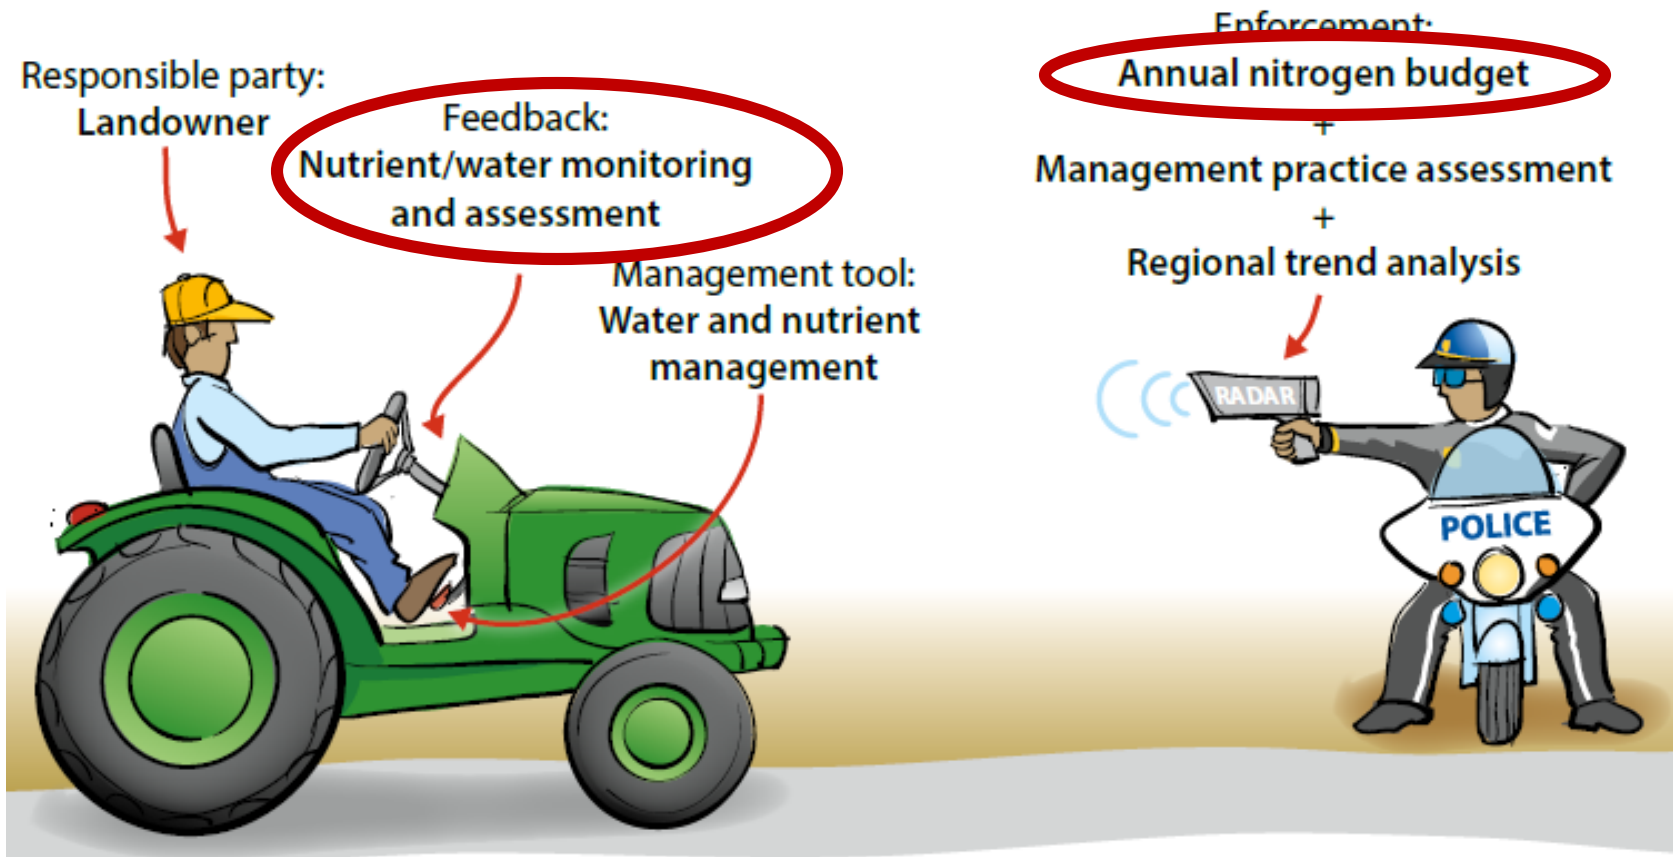 Responsible party:
Landowner
Feedback:
Nutrient/water monitoring
and assessment
Management tool:
Water and nutrient
management
Enforcement:
Annual nitrogen budget
+
Management practice assessment
+
Regional trend analysis
RADAR
POLICE